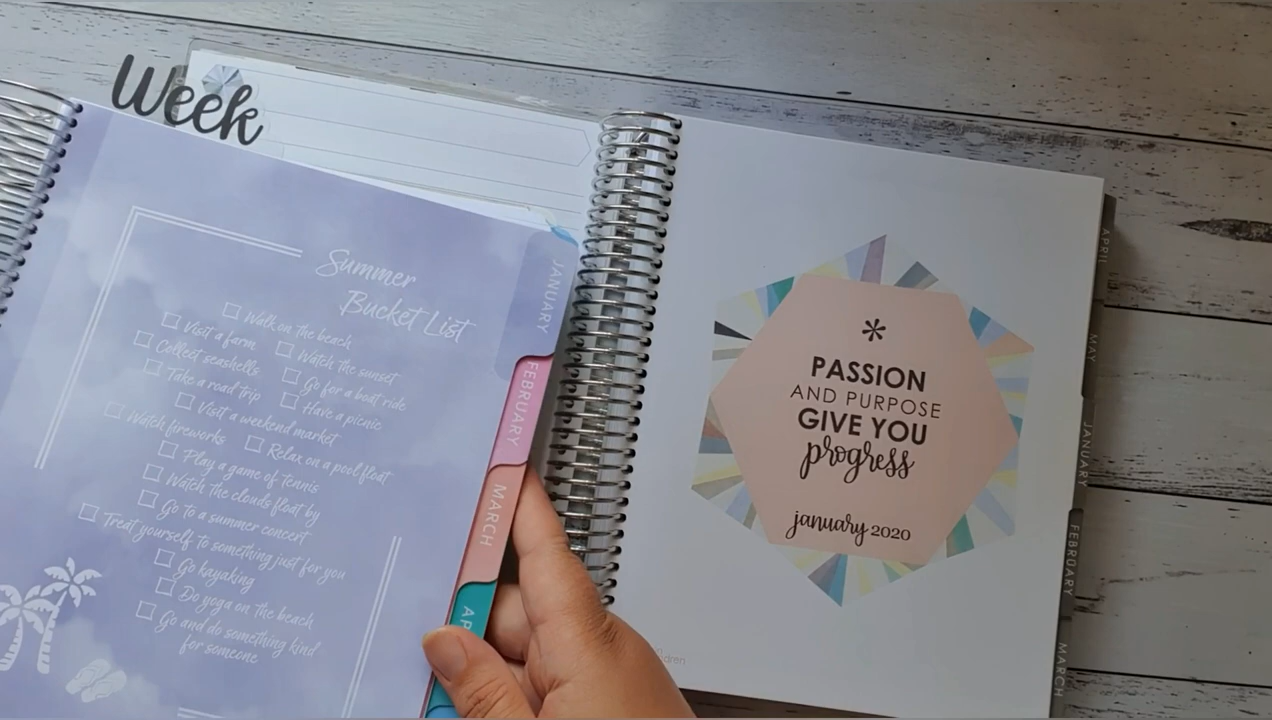 Week
Summer
Bucket List
Walk on the beach
Visit a farm
Watch the sunset
Collect seashells
Go for a boat ride
Take a road trip
Have a picnic
Visit a weekend market
Watch fireworks
Relax on a pool float
Play a game of tennis
Watch the clouds float by
Go to a summer concert
Treat yourself to something just for you
Go kayaking
Do yoga on the beach
Go and do something kind
for someone
JANUARY
FEBRUARY
MARCH
AP
*
PASSION
AND PURPOSE
GIVE YOU
progress
january 2020
APRIL
MAY
JANUARY
FEBRUARY
MARCH